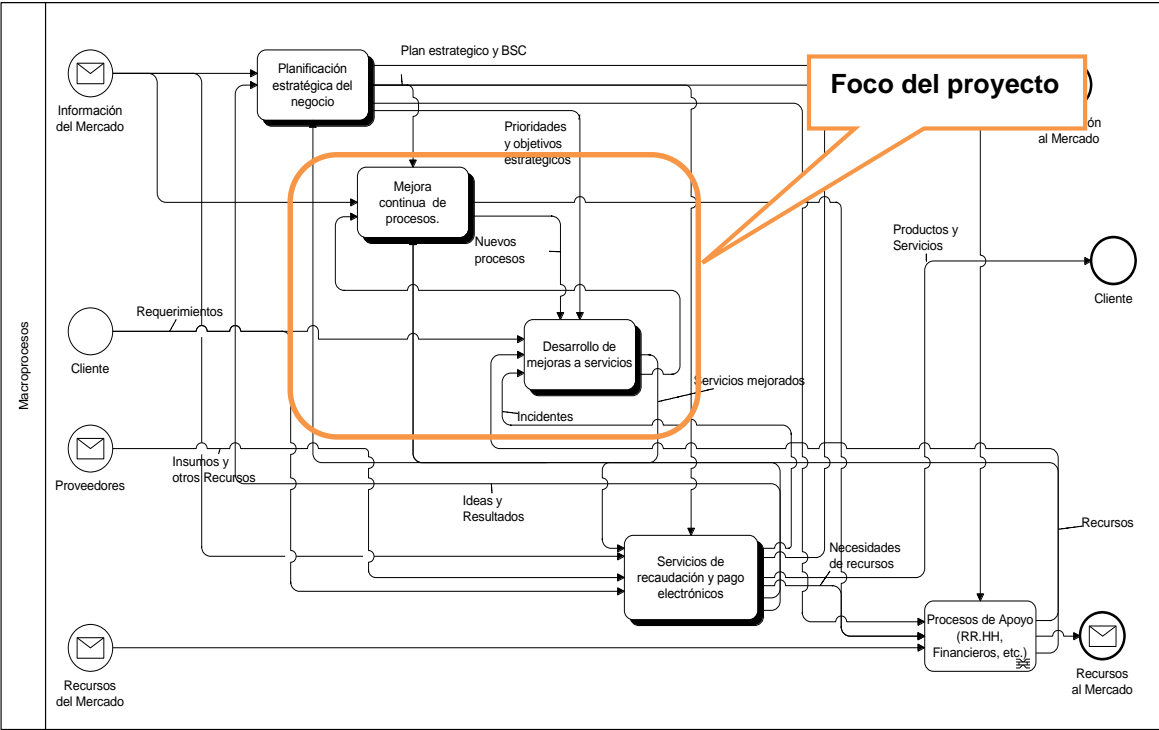 Plan estrategico y BSC
Planificación
estratégica del
negocio
Foco del proyecto
Información
del Mercado
ón
al Mercado
Prioridades
y objetivos
estratégicos
Mejora
continua de
procesos.
Nuevos
procesos
Productos y
Servicios
Cliente
Requerimientos
Cliente
Desarrollo de
mejoras a servicios
Servicios mejorados
Incidentes
Macroprocesos
Insumos y
otros Recursos
Proveedores
Ideas y
Resultados
Recursos
Necesidades
de recursos
Servicios de
recaudación y pago
electrónicos
Procesos de Apoyo
(RR.HH,
Financieros, etc.)
Recursos
del Mercado
Recursos
al Mercado